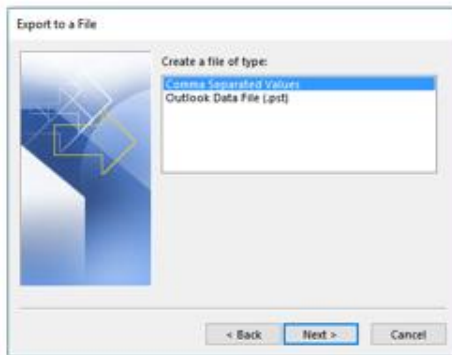 Export to a File
Create a file of type:
Comma Separated Values
Outlook Data File (.pst)
< Back
Next >
Cancel